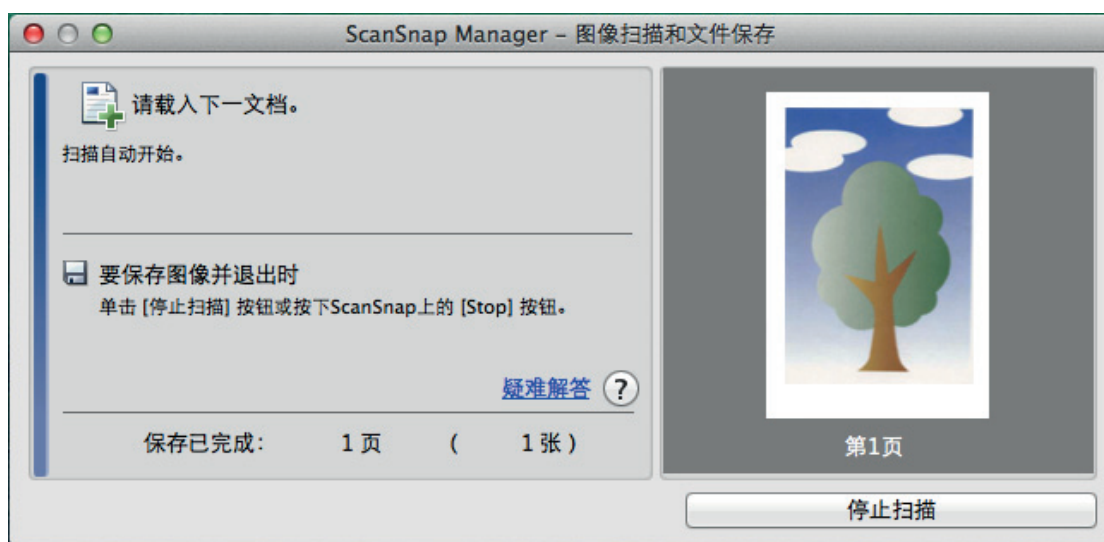 ScanSnap Manager – 图像扫描和文件保存
请载入下一文档。
扫描自动开始。
要保存图像并退出时
单击 [停止扫描] 按钮或按下ScanSnap上的 [Stop] 按钮。
疑难解答 ?
保存已完成: 1 页 ( 1 张 )
第1页
停止扫描